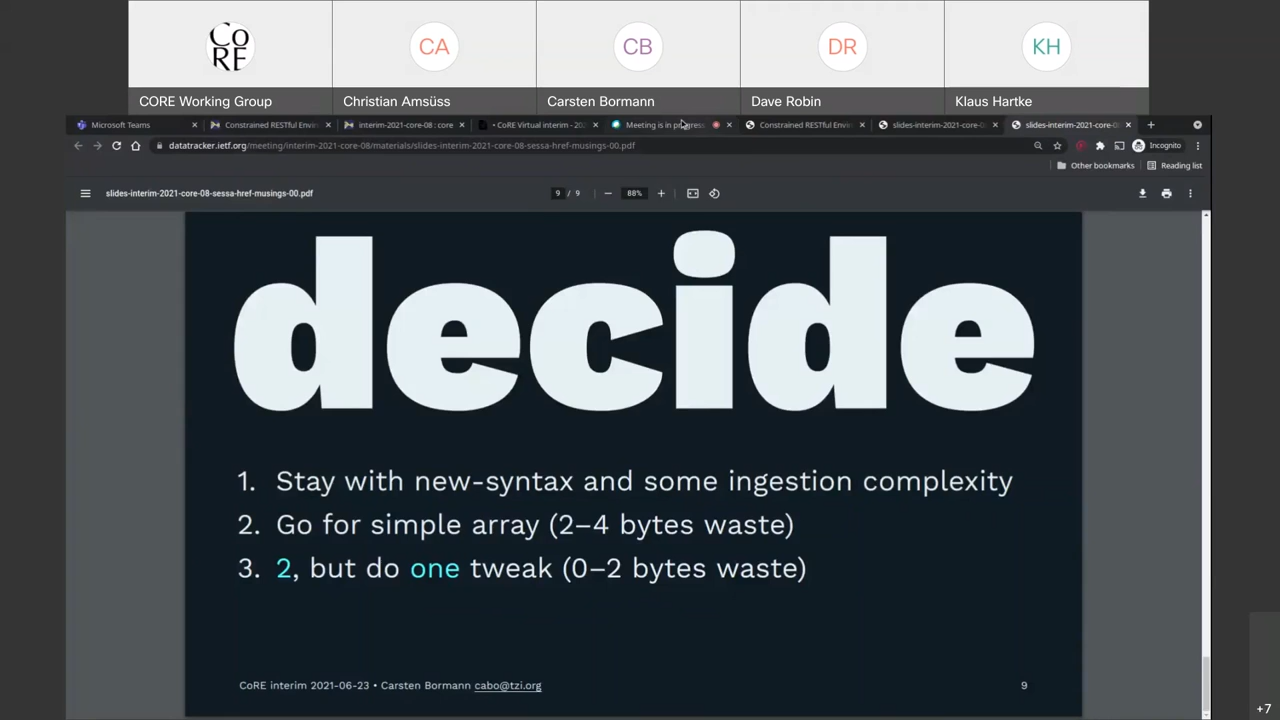 CORE
CA
CB
DR
KH
CORE Working Group
Christian Amsüss
Carsten Bormann
Dave Robin
Klaus Hartke
Microsoft Teams
Constrained RESTful Envi
interim-2021-core-08 : core
• CoRE Virtual interim - 202
Meeting is in progress
Constrained RESTful Envi
slides-interim-2021-core-0
slides-interim-2021-core-0
datatracker.ietf.org/meeting/interim-2021-core-08/materials/slides-interim-2021-core-08-sessa-href-musings-00.pdf
Incognito
Other bookmarks
Reading list
slides-interim-2021-core-08-sessa-href-musings-00.pdf
9 / 9
88%
decide
1. Stay with new-syntax and some ingestion complexity
2. Go for simple array (2–4 bytes waste)
3. 2, but do one tweak (0–2 bytes waste)
CoRE interim 2021-06-23 • Carsten Bormann cabo@tzi.org
9
+7